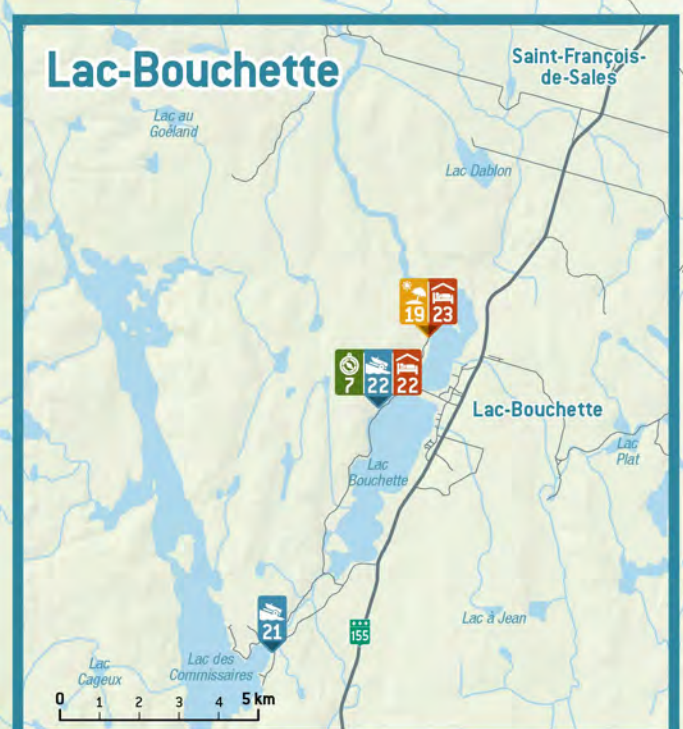 Lac-Bouchette
Saint-François-
de-Sales
Lac au
Goéland
Lac Dablon
19 23
7 22 22
Lac-Bouchette
Lac
Plat
Lac
Bouchette
21
155
Lac à Jean
Lac
Cageux
Lac des
Commissaires
0 1 2 3 4 5 km